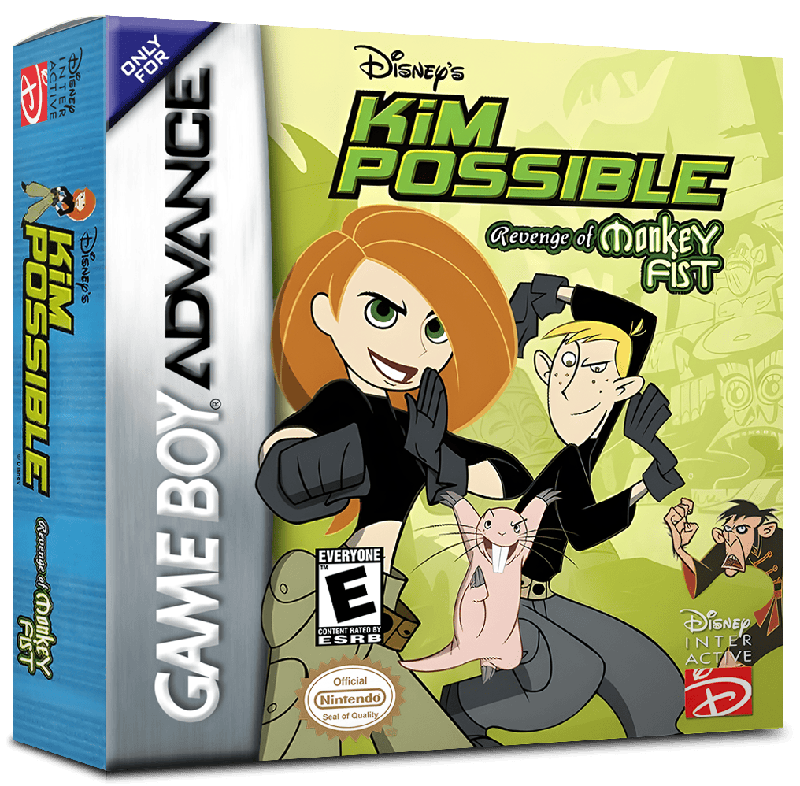 Disney
INTER
ACTIVE
Disney's
KiM
POSSIBLE
Revenge of Monkey
FIST
ONLY
FOR
GAME BOY ADVANCE
®
Disney's
KiM
POSSIBLE
Revenge of Monkey
FIST
EVERYONE
E
CONTENT RATED BY
ESRB
Official
Nintendo
Seal of Quality
Disney
INTER
ACTIVE